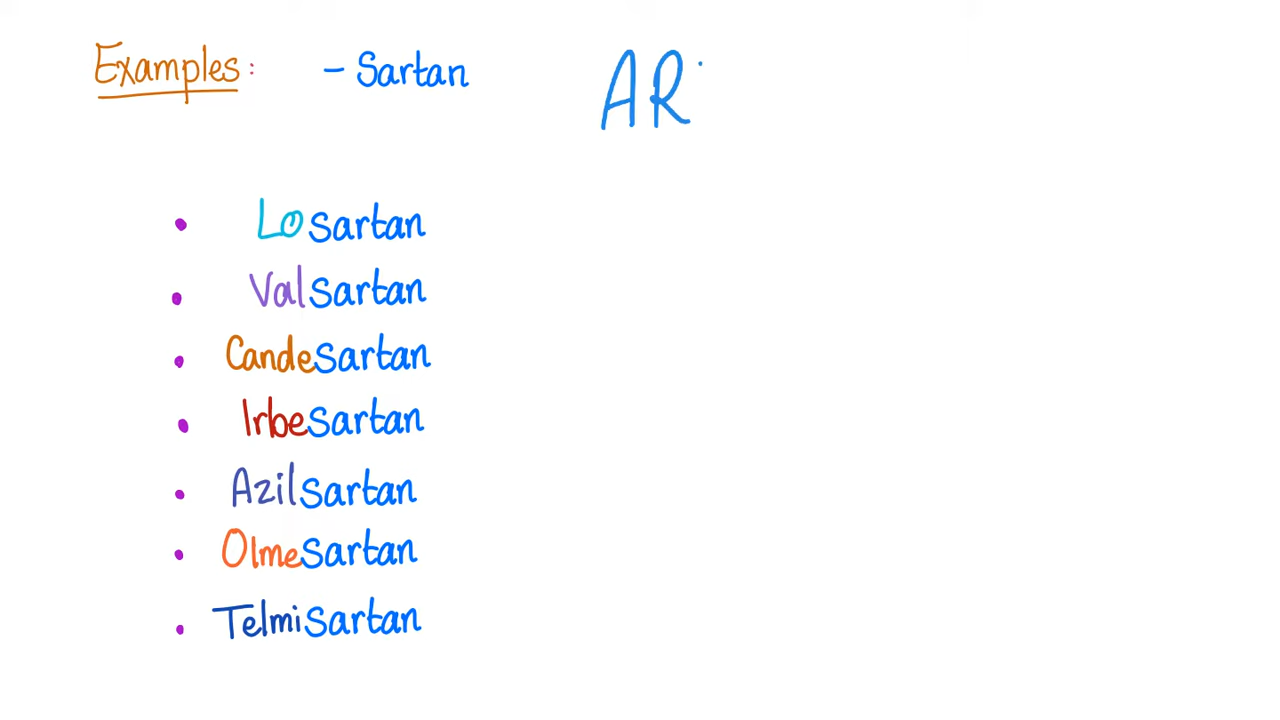 Examples: - Sartan AR
• Losartan
• Valsartan
• Candesartan
• Irbesartan
• Azilsartan
• Olmesartan
• Telmisartan